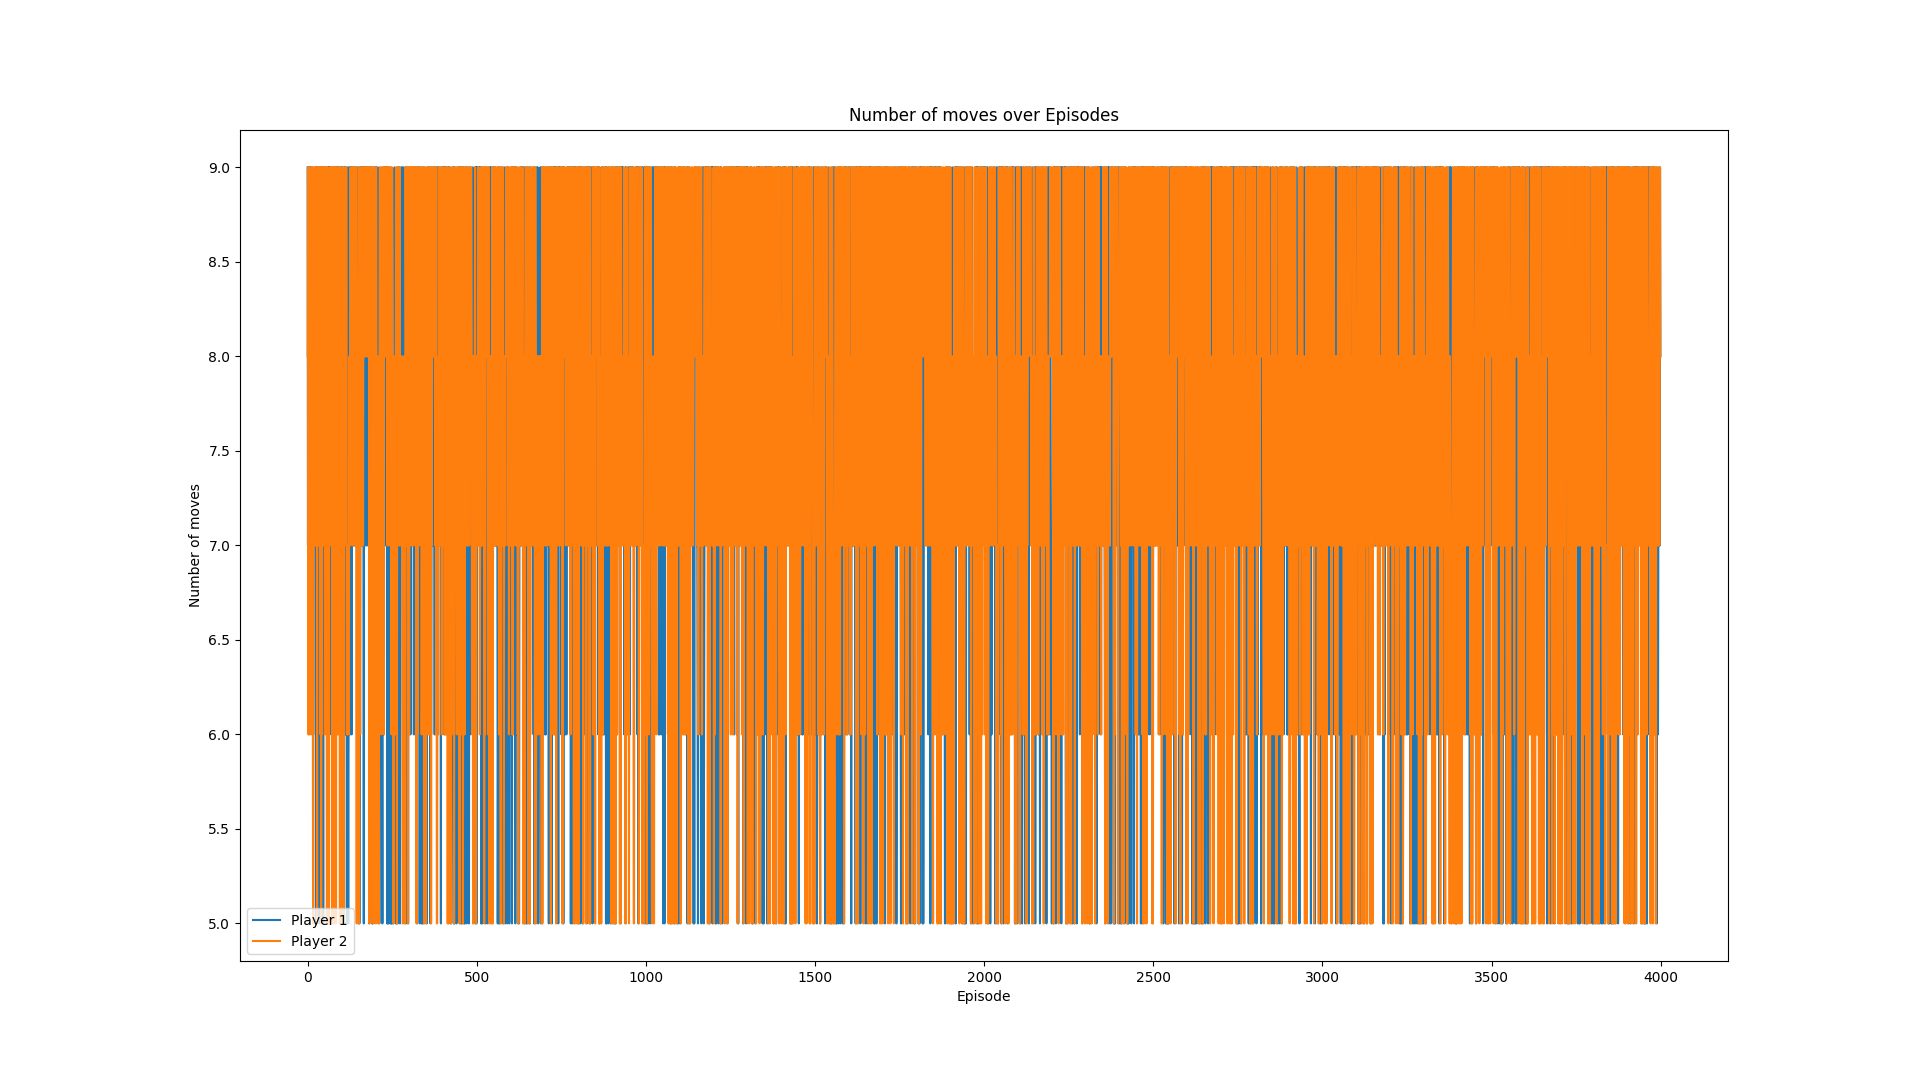 Number of moves over Episodes
9.0
8.5
8.0
7.5
7.0
6.5
6.0
5.5
5.0
Number of moves
Player 1
Player 2
0 500 1000 1500 2000 2500 3000 3500 4000
Episode